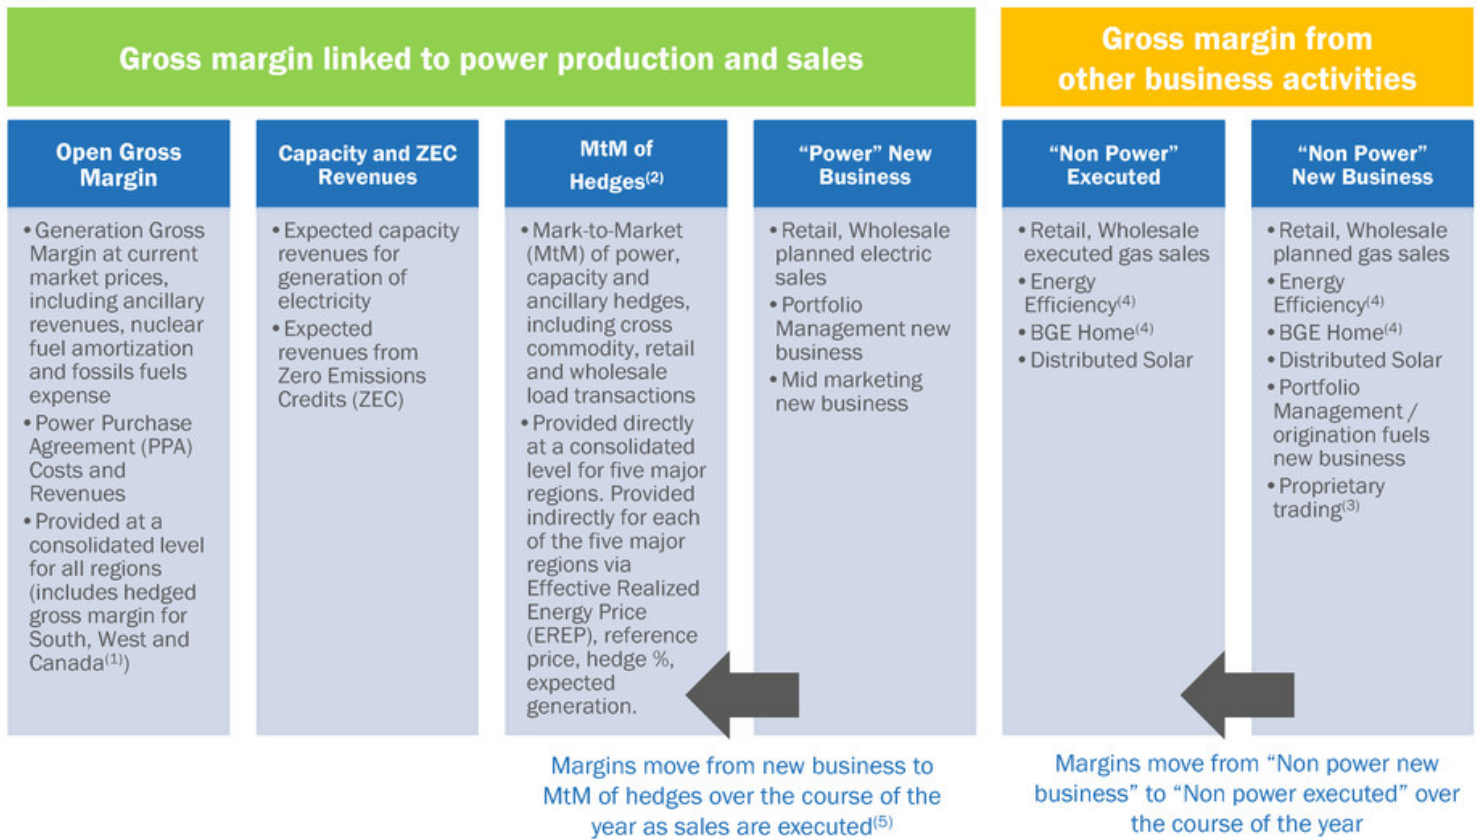 Gross margin linked to power production and sales
Gross margin from
other business activities
Open Gross
Margin
• Generation Gross
Margin at current
market prices,
including ancillary
revenues, nuclear
fuel amortization
and fossils fuels
expense
• Power Purchase
Agreement (PPA)
Costs and
Revenues
• Provided at a
consolidated level
for all regions
(includes hedged
gross margin for
South, West and
Canada(1))
Capacity and ZEC
Revenues
• Expected capacity
revenues for
generation of
electricity
• Expected
revenues from
Zero Emissions
Credits (ZEC)
MtM of
Hedges(2)
• Mark-to-Market
(MtM) of power,
capacity and
ancillary hedges,
including cross
commodity, retail
and wholesale
load transactions
• Provided directly
at a consolidated
level for five major
regions. Provided
indirectly for each
of the five major
regions via
Effective Realized
Energy Price
(EREP), reference
price, hedge %,
expected
generation.
“Power” New
Business
• Retail, Wholesale
planned electric
sales
• Portfolio
Management new
business
• Mid marketing
new business
Margins move from new business to
MtM of hedges over the course of the
year as sales are executed(5)
“Non Power”
Executed
• Retail, Wholesale
executed gas sales
• Energy
Efficiency(4)
• BGE Home(4)
• Distributed Solar
“Non Power”
New Business
• Retail, Wholesale
planned gas sales
• Energy
Efficiency(4)
• BGE Home(4)
• Distributed Solar
• Portfolio
Management /
origination fuels
new business
• Proprietary
trading(3)
Margins move from “Non power new
business” to “Non power executed” over
the course of the year